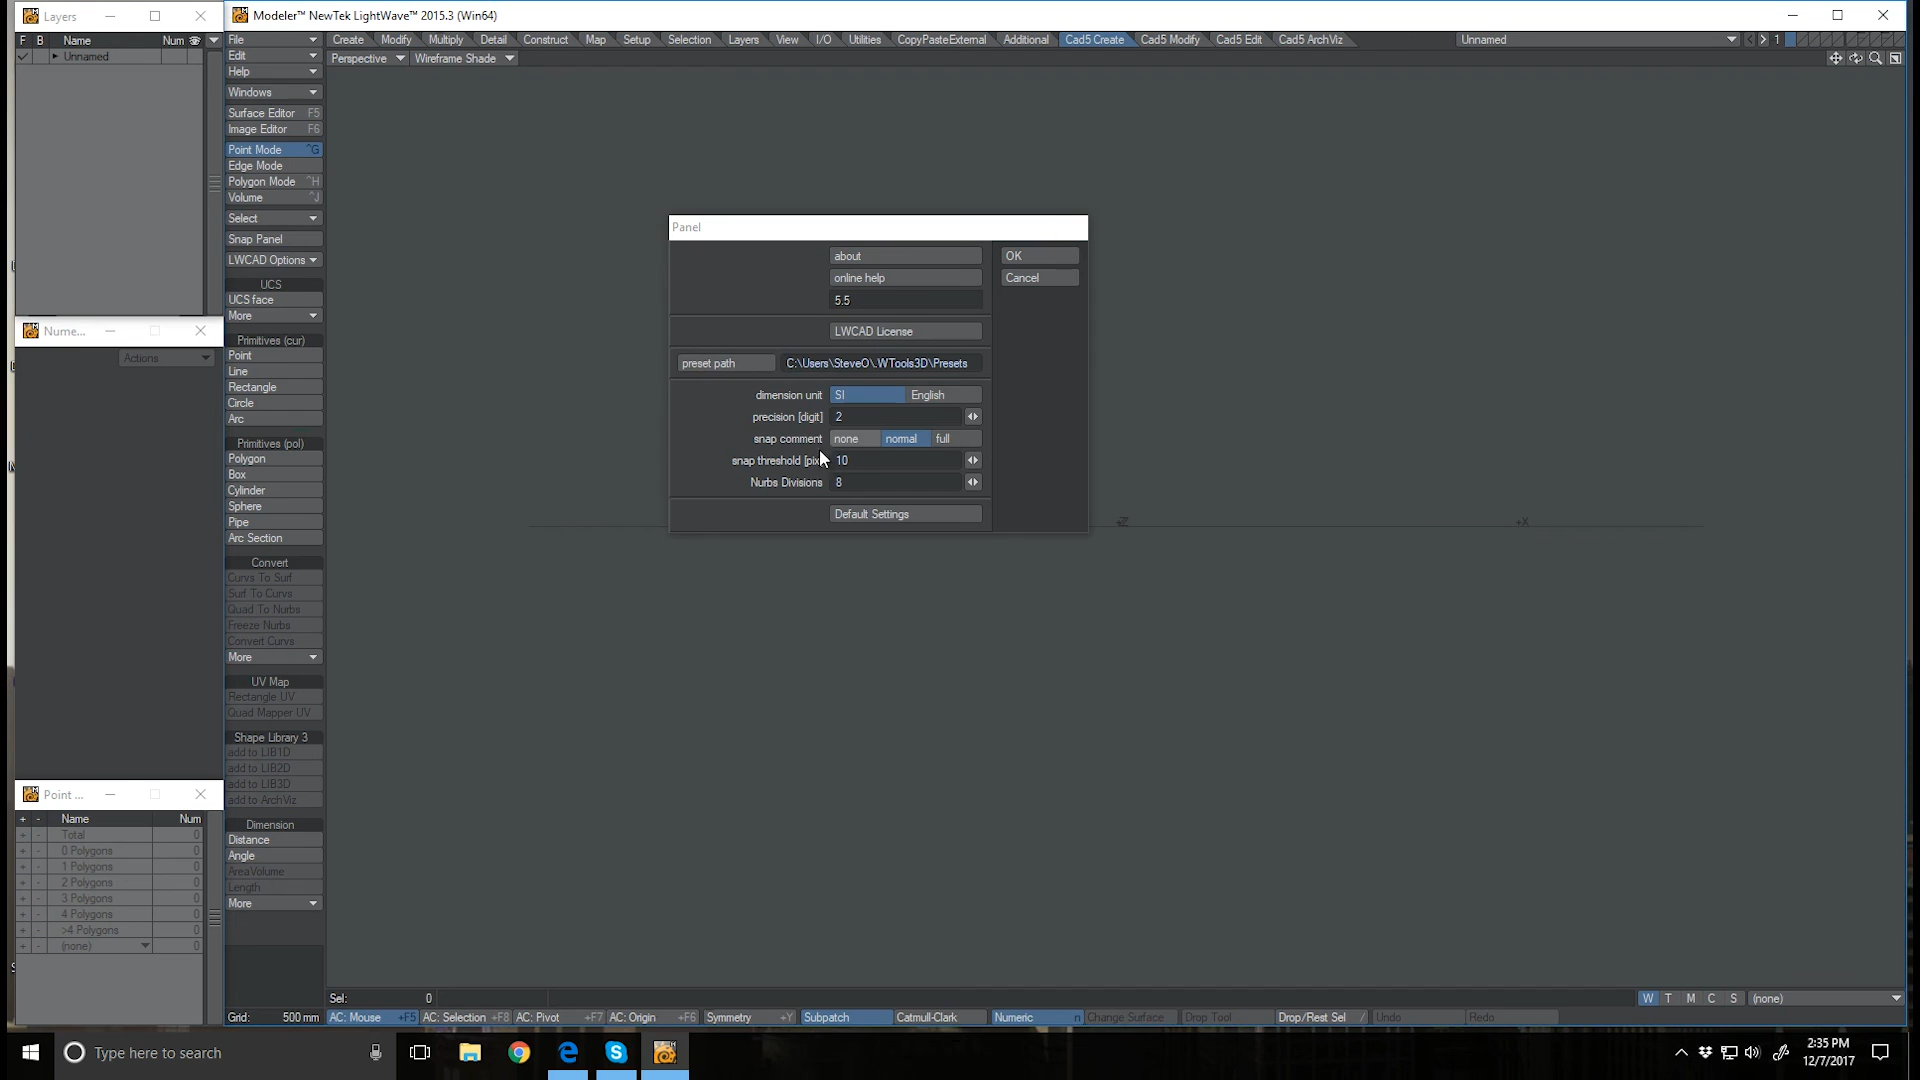 Layers
F B Name Num
Unnamed
Modeler™ NewTek LightWave™ 2015.3 (Win64)
File
Edit
Help
Windows
Surface Editor F5
Image Editor F6
Point Mode ^G
Edge Mode
Polygon Mode ^H
Volume ^J
Select
Snap Panel
LWCAD Options
UCS
UCS face
More
Primitives (cur)
Point
Line
Rectangle
Circle
Arc
Primitives (pol)
Polygon
Box
Cylinder
Sphere
Pipe
Arc Section
Convert
Curvs To Surf
Surf To Curvs
Quad To Nurbs
Freeze Nurbs
Convert Curvs
More
UV Map
Rectangle UV
Quad Mapper UV
Shape Library 3
add to LIB1D
add to LIB2D
add to LIB3D
add to ArchViz
Dimension
Distance
Angle
AreaVolume
Length
More
Create Modify Multiply Detail Construct Map Setup Selection Layers View I/O Utilities CopyPasteExternal Additional Cad5 Create Cad5 Modify Cad5 Edit Cad5 ArchViz Unnamed 1
Perspective Wireframe Shade
Panel
about OK
online help Cancel
5.5
LWCAD License
preset path C:\Users\SteveO\.WTools3D\Presets
dimension unit SI English
precision [digit] 2
snap comment none normal full
snap threshold [pix 10
Nurbs Divisions 8
Default Settings
+Z +X
Nume...
Actions
Point ...
+ - Name Num
+ - Total 0
+ - 0 Polygons 0
+ - 1 Polygons 0
+ - 2 Polygons 0
+ - 3 Polygons 0
+ - 4 Polygons 0
+ - >4 Polygons 0
+ - (none) 0
Sel: 0 W T M C S (none)
Grid: 500 mm AC: Mouse +F5 AC: Selection +F8 AC: Pivot +F7 AC: Origin +F6 Symmetry +Y Subpatch Catmull-Clark Numeric n Change Surface Drop Tool Drop/Rest Sel / Undo Redo
Type here to search
2:35 PM
12/7/2017